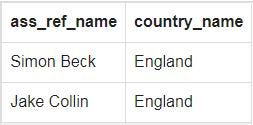 ass_ref_name country_name
Simon Beck England
Jake Collin England